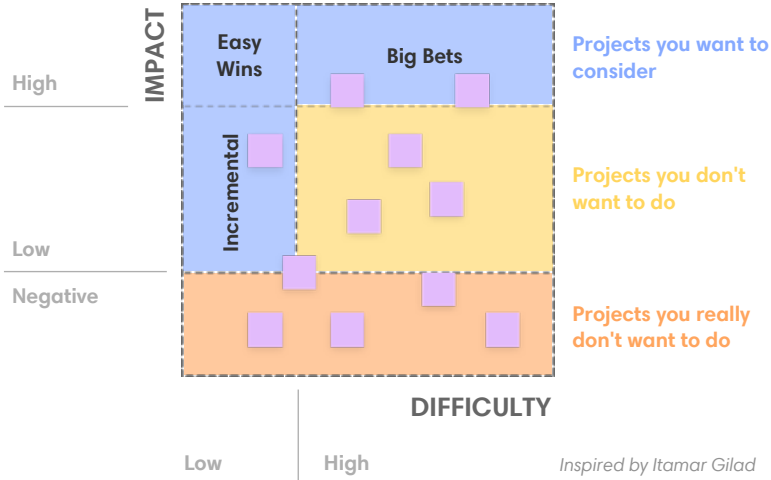 IMPACT
Easy
Wins
Big Bets
Projects you want to
consider
High
Incremental
Projects you don't
want to do
Low
Negative
Projects you really
don't want to do
DIFFICULTY
Low
High
Inspired by Itamar Gilad